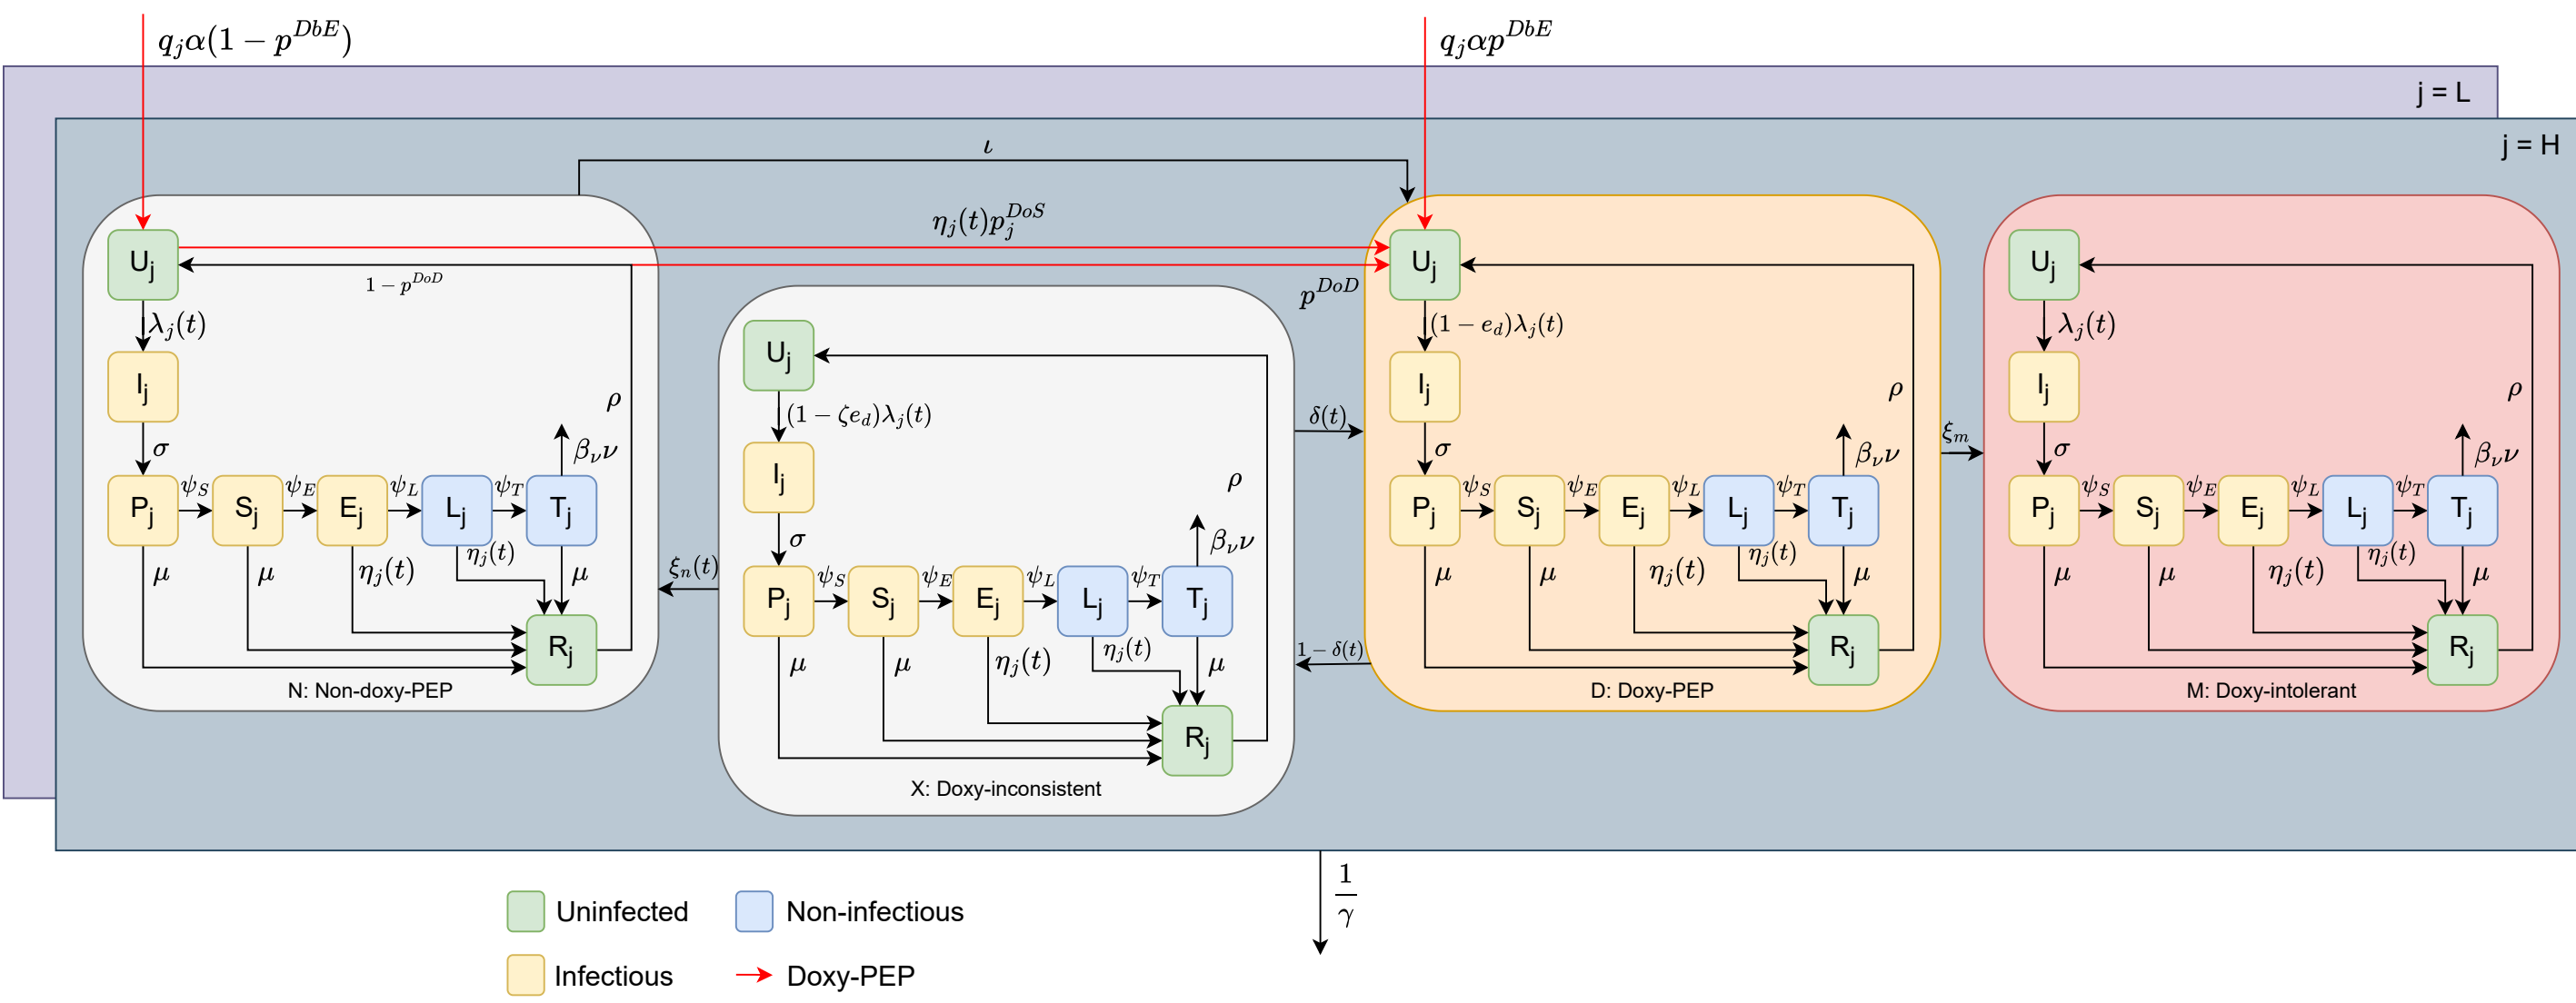 q_jα(1 − p^{DbE})
q_jαp^{DbE}
j = L
j = H
ι
η_j(t)p_j^{DoS}
1 − p^{DoD}
p^{DoD}
U_j
λ_j(t)
I_j
σ
P_j
ψ_S
S_j
ψ_E
E_j
ψ_L
L_j
ψ_T
T_j
β_νν
ρ
μ
μ
η_j(t)
η_j(t)
μ
R_j
N: Non-doxy-PEP
ξ_n(t)
U_j
(1 − ζe_d)λ_j(t)
I_j
σ
P_j
ψ_S
S_j
ψ_E
E_j
ψ_L
L_j
ψ_T
T_j
β_νν
ρ
μ
μ
η_j(t)
η_j(t)
μ
R_j
X: Doxy-inconsistent
δ(t)
1 − δ(t)
U_j
(1 − e_d)λ_j(t)
I_j
σ
P_j
ψ_S
S_j
ψ_E
E_j
ψ_L
L_j
ψ_T
T_j
β_νν
ρ
μ
μ
η_j(t)
η_j(t)
μ
R_j
D: Doxy-PEP
ξ_m
U_j
λ_j(t)
I_j
σ
P_j
ψ_S
S_j
ψ_E
E_j
ψ_L
L_j
ψ_T
T_j
β_νν
ρ
μ
μ
η_j(t)
η_j(t)
μ
R_j
M: Doxy-intolerant
1
γ
Uninfected
Non-infectious
Infectious
Doxy-PEP